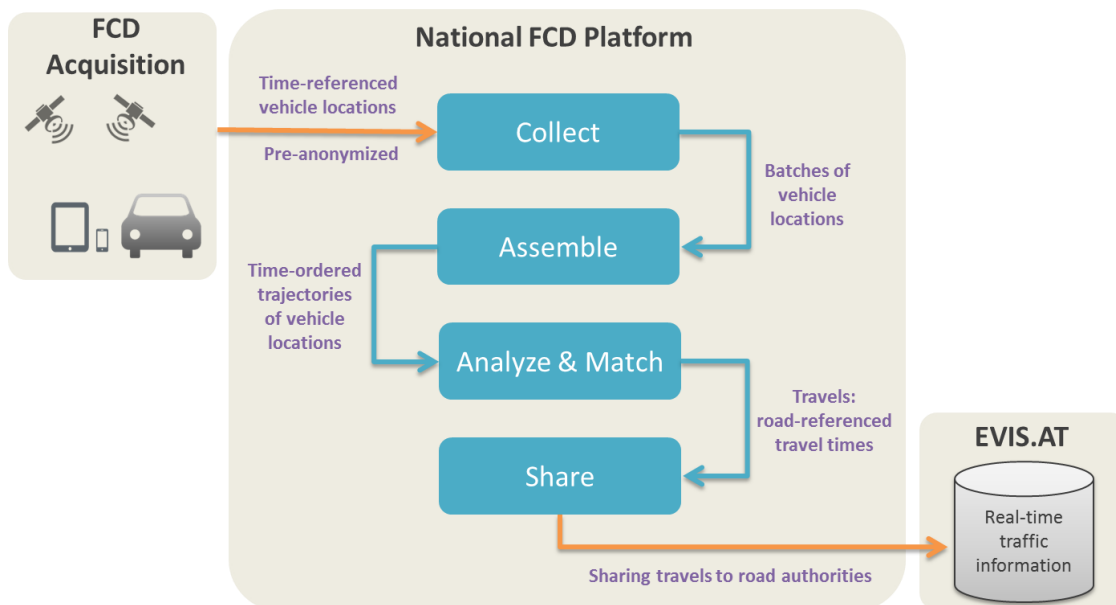 FCD
Acquisition
National FCD Platform
Time-referenced
vehicle locations
Pre-anonymized
Collect
Batches of
vehicle
locations
Assemble
Time-ordered
trajectories
of vehicle
locations
Analyze & Match
Travels:
road-referenced
travel times
Share
Sharing travels to road authorities
EVIS.AT
Real-time
traffic
information